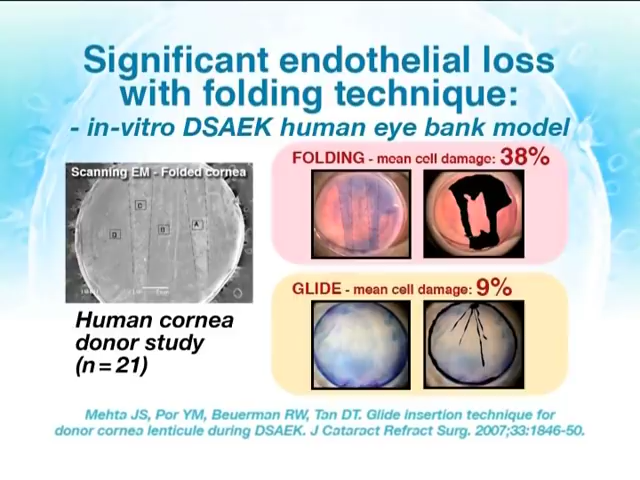 Significant endothelial loss
with folding technique:
- in-vitro DSAEK human eye bank model
Scanning EM - Folded cornea
C
D
B
A
Human cornea
donor study
(n = 21)
FOLDING - mean cell damage: 38%
GLIDE - mean cell damage: 9%
Mehta JS, Por YM, Beuerman RW, Tan DT. Glide insertion technique for
donor cornea lenticule during DSAEK. J Cataract Refract Surg. 2007;33:1846-50.